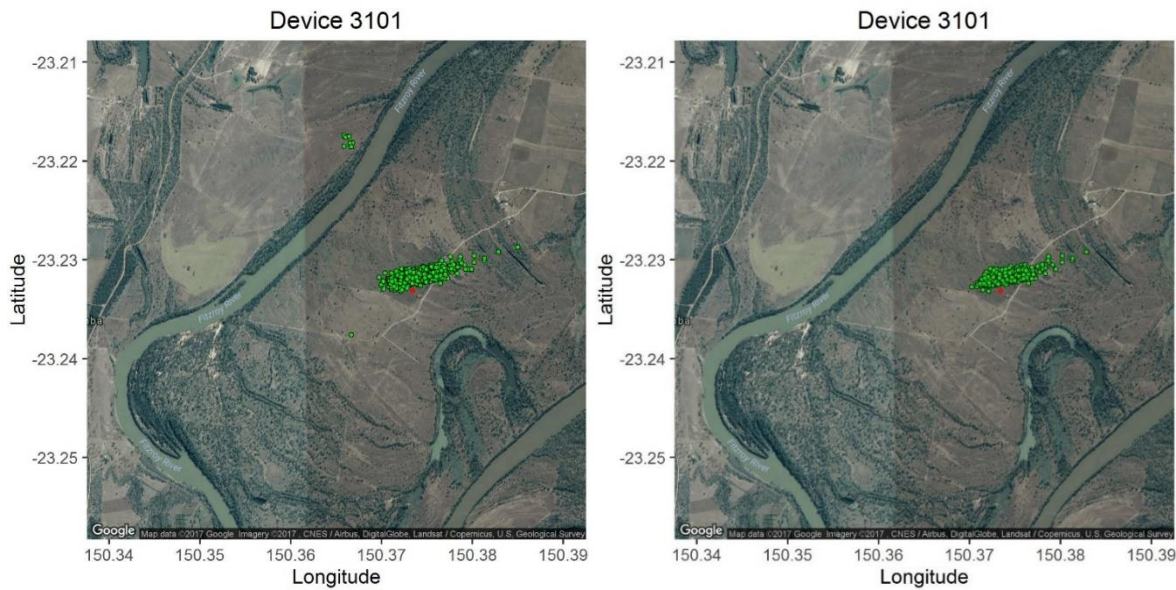 Device 3101
-23.21
-23.22
-23.23
-23.24
-23.25
Latitude
Fitzroy River
Fitzroy River
Fitzroy River
ba
Google
Map data ©2017 Google Imagery ©2017 , CNES / Airbus, DigitalGlobe, Landsat / Copernicus, U.S. Geological Survey
150.34
150.35
150.36
150.37
150.38
150.39
Longitude
Device 3101
-23.21
-23.22
-23.23
-23.24
-23.25
Latitude
Fitzroy River
Fitzroy River
Fitzroy River
ba
Google
Map data ©2017 Google Imagery ©2017 , CNES / Airbus, DigitalGlobe, Landsat / Copernicus, U.S. Geological Survey
150.34
150.35
150.36
150.37
150.38
150.39
Longitude